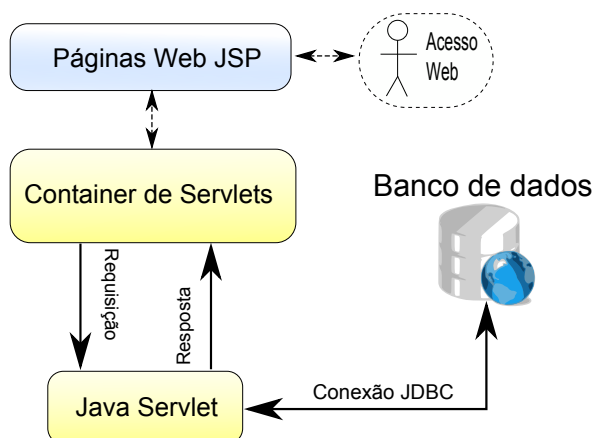 Páginas Web JSP
Acesso
Web
Container de Servlets
Banco de dados
Requisição
Resposta
Conexão JDBC
Java Servlet